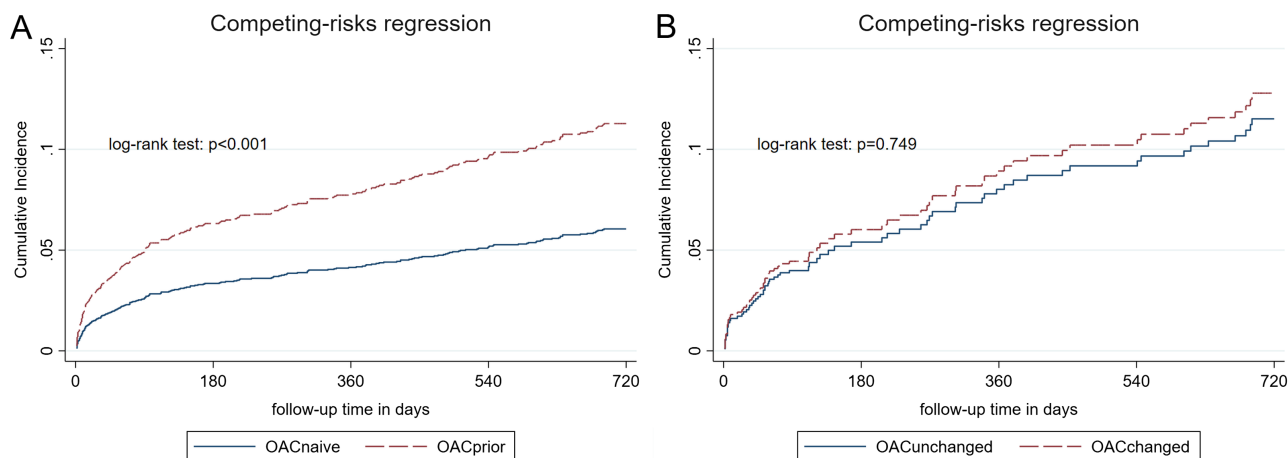 A
Competing-risks regression
Cumulative Incidence
.15
.1
.05
0
log-rank test: p<0.001
0 180 360 540 720
follow-up time in days
OACnaive OACprior
B
Competing-risks regression
Cumulative Incidence
.15
.1
.05
0
log-rank test: p=0.749
0 180 360 540 720
follow-up time in days
OACunchanged OACchanged